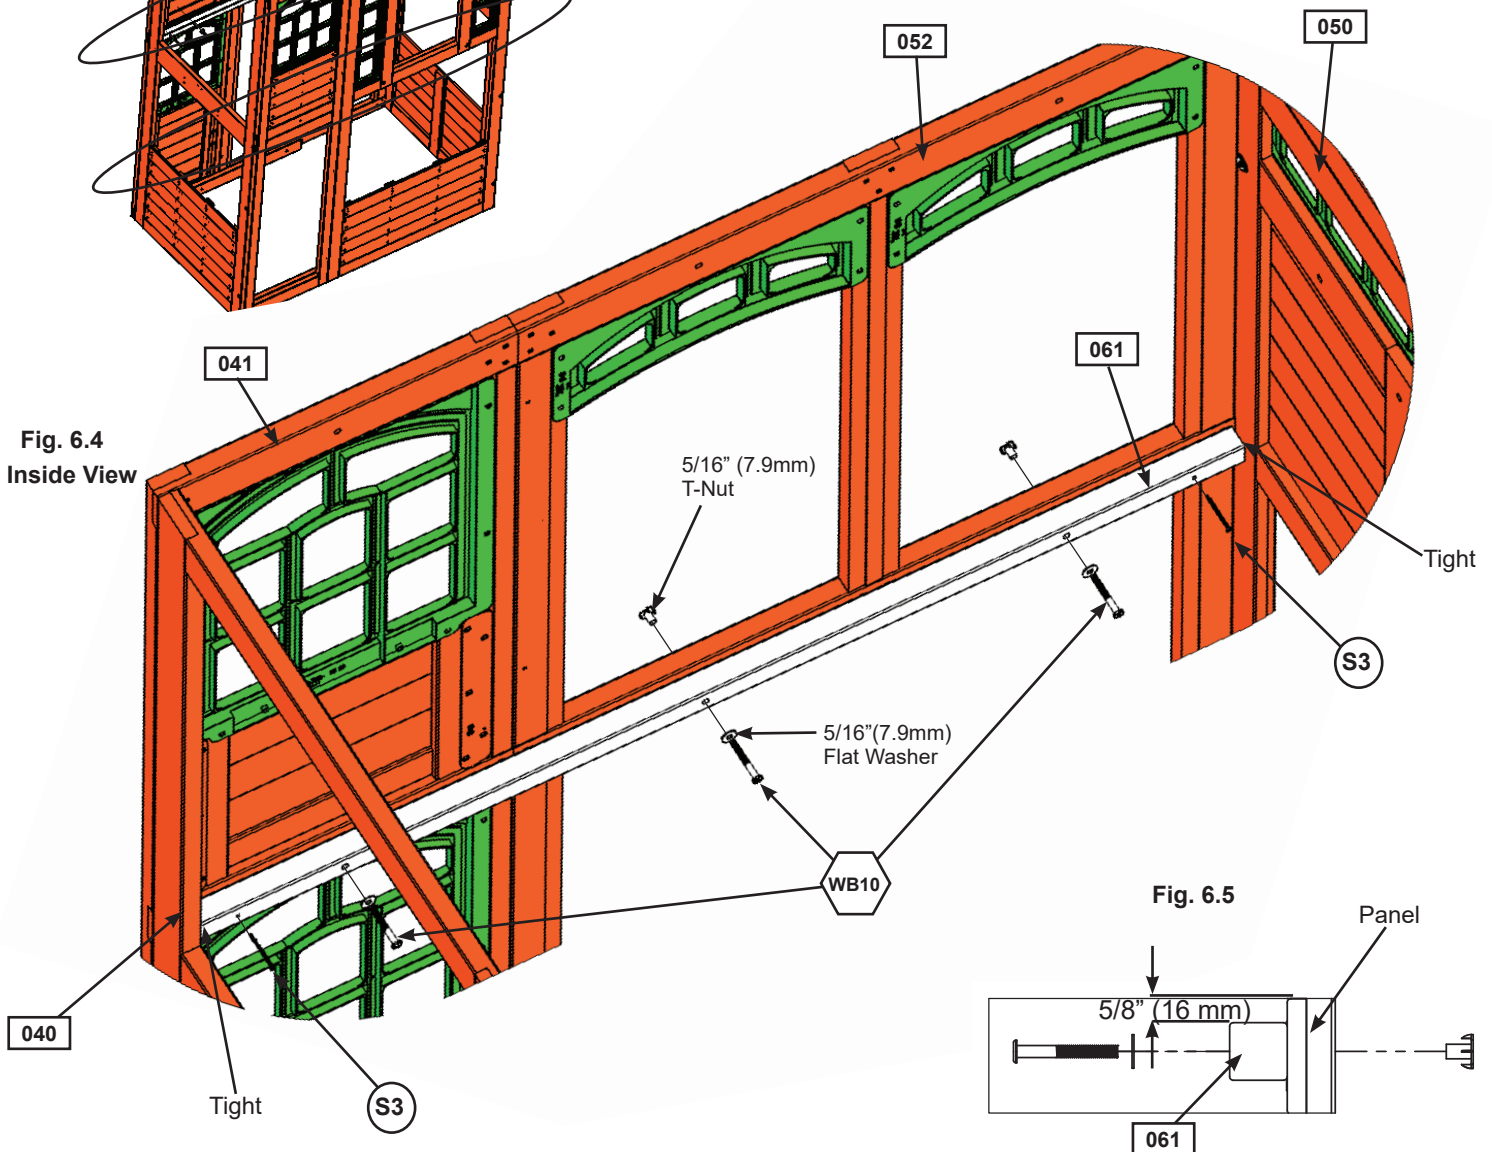 050
052
061
041
Fig. 6.4
Inside View
5/16” (7.9mm)
T-Nut
Tight
S3
5/16”(7.9mm)
Flat Washer
WB10
Fig. 6.5
Panel
5/8” (16 mm)
040
Tight
S3
061